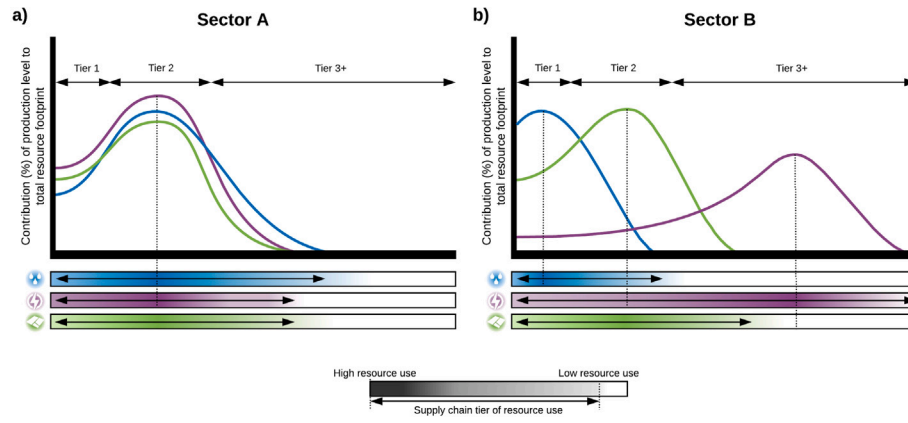 a)
Sector A
Contribution (%) of production level to
total resource footprint
Tier 1
Tier 2
Tier 3+
b)
Sector B
Contribution (%) of production level to
total resource footprint
Tier 1
Tier 2
Tier 3+
High resource use
Low resource use
Supply chain tier of resource use